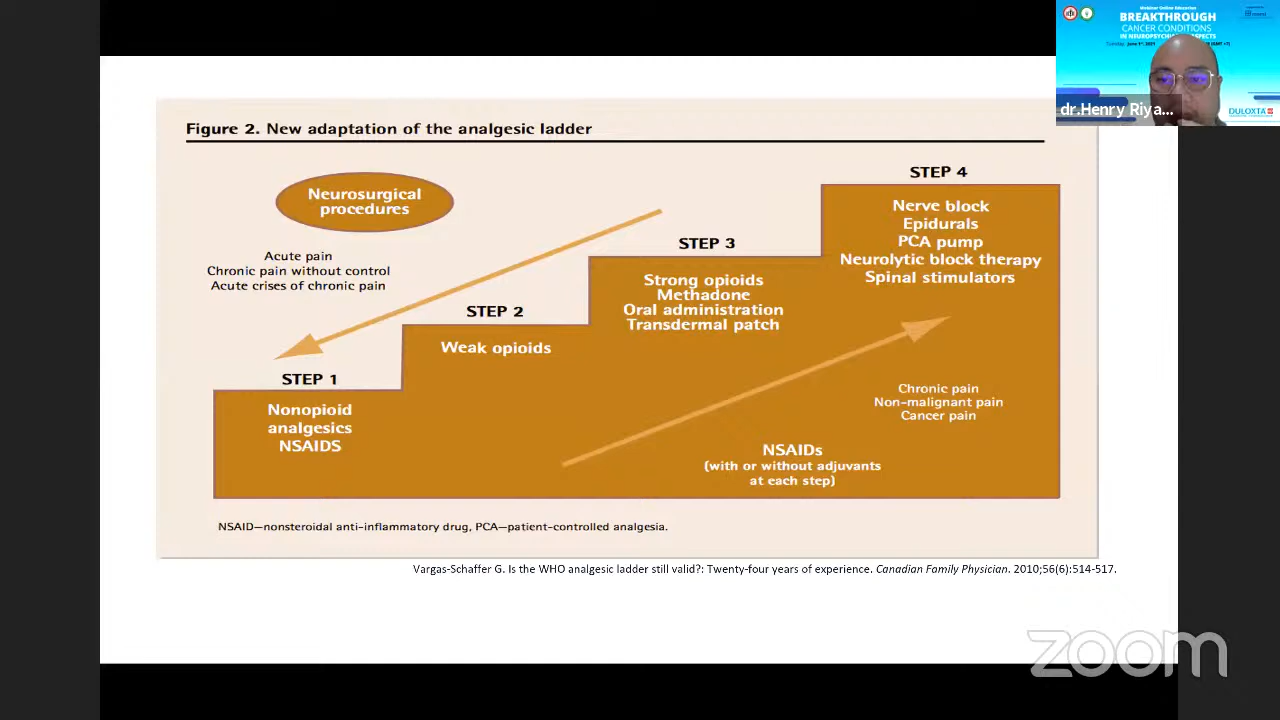 Webinar Online Education
BREAKTHROUGH
CANCER CONDITIONS
dr.Henry Riya...
DULOXTA
Figure 2. New adaptation of the analgesic ladder
Neurosurgical
procedures
Acute pain
Chronic pain without control
Acute crises of chronic pain
STEP 4
Nerve block
Epidurals
PCA pump
Neurolytic block therapy
Spinal stimulators
STEP 3
Strong opioids
Methadone
Oral administration
Transdermal patch
STEP 2
Weak opioids
STEP 1
Nonopioid
analgesics
NSAIDS
Chronic pain
Non-malignant pain
Cancer pain
NSAIDs
(with or without adjuvants
at each step)
NSAID—nonsteroidal anti-inflammatory drug, PCA—patient-controlled analgesia.
Vargas-Schaffer G. Is the WHO analgesic ladder still valid?: Twenty-four years of experience. Canadian Family Physician. 2010;56(6):514-517.
zoom